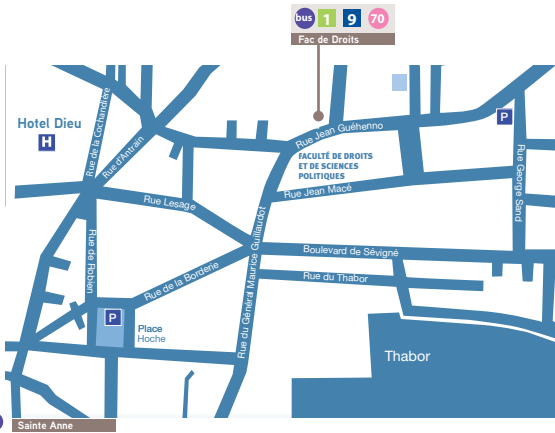 bus 1 9 70
Fac de Droits
Hotel Dieu
H
Rue de la Cochardière
Rue d'Antrain
Rue Jean Guéhenno
P
FACULTÉ DE DROITS
ET DE SCIENCES
POLITIQUES
Rue Jean Macé
Rue George Sand
Rue Lesage
Rue du Général Maurice Guillaudot
Boulevard de Sévigné
Rue de Robien
Rue de la Borderie
Rue du Thabor
P
Place
Hoche
Thabor
Sainte Anne